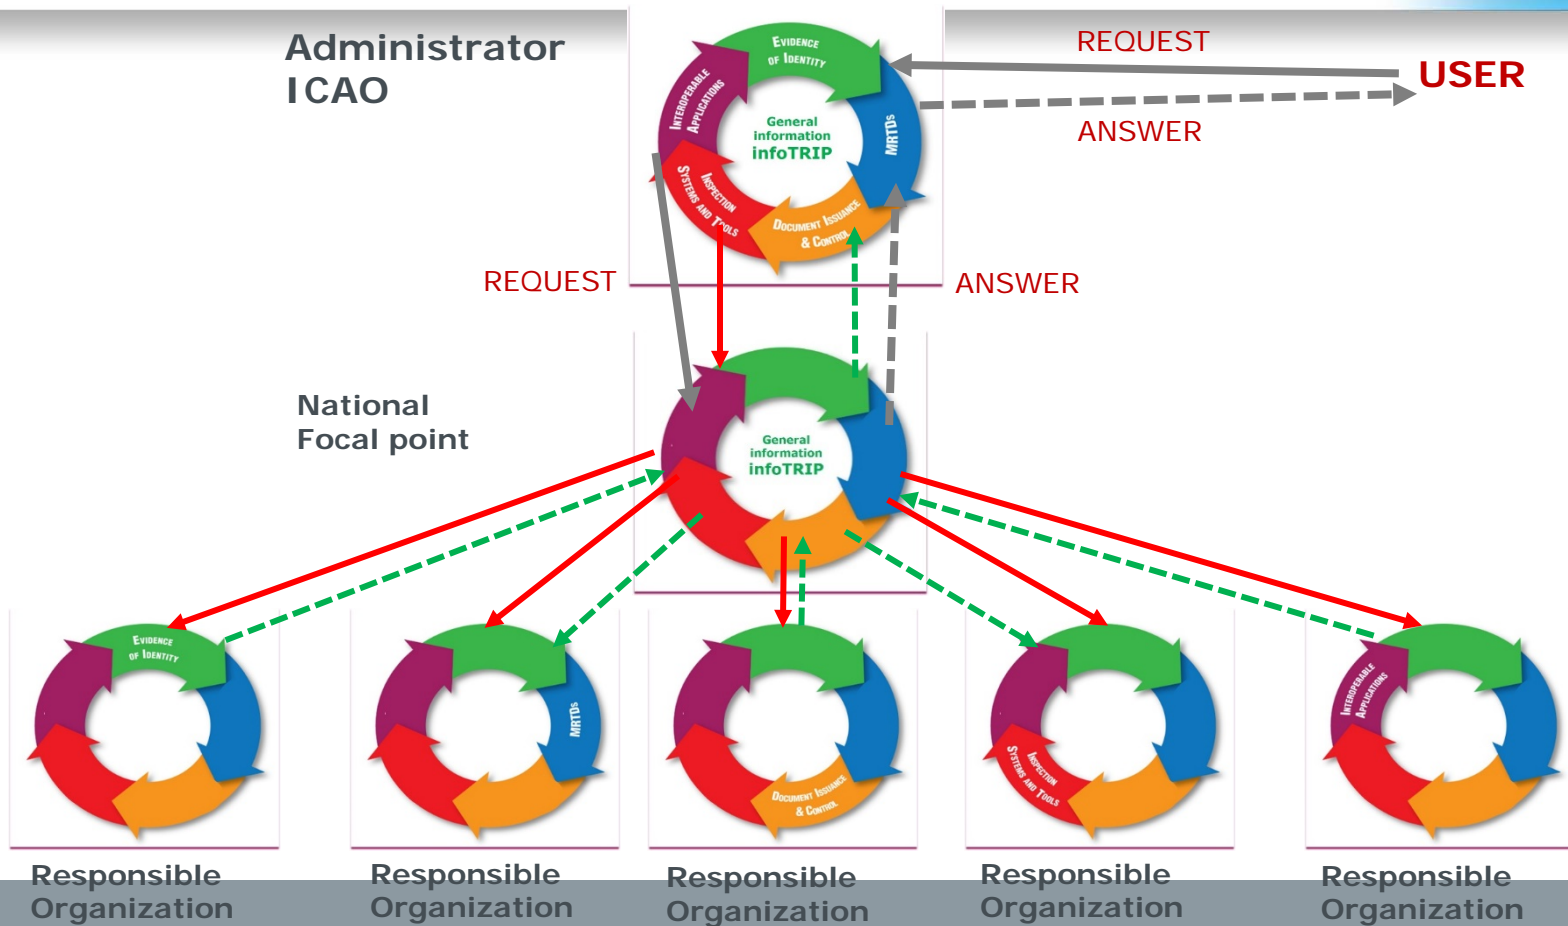 Administrator
ICAO
EVIDENCE
OF IDENTITY
INTEROPERABLE
APPLICATIONS
General
information
infoTRIP
MRTDs
INSPECTION
SYSTEMS AND TOOLS
DOCUMENT ISSUANCE
& CONTROL
REQUEST
USER
ANSWER
REQUEST
ANSWER
National
Focal point
General
information
infoTRIP
EVIDENCE
OF IDENTITY
MRTDs
DOCUMENT ISSUANCE
& CONTROL
INSPECTION
SYSTEMS AND TOOLS
INTEROPERABLE
APPLICATIONS
Responsible
Organization
Responsible
Organization
Responsible
Organization
Responsible
Organization
Responsible
Organization